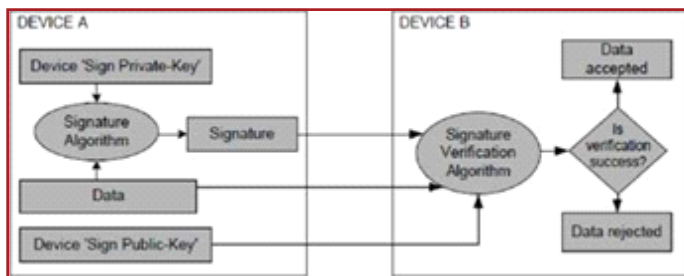 DEVICE A
Device 'Sign Private-Key'
Signature
Algorithm
Signature
Data
Device 'Sign Public-Key'
DEVICE B
Signature
Verification
Algorithm
Data
accepted
Is
verification
success?
Data rejected